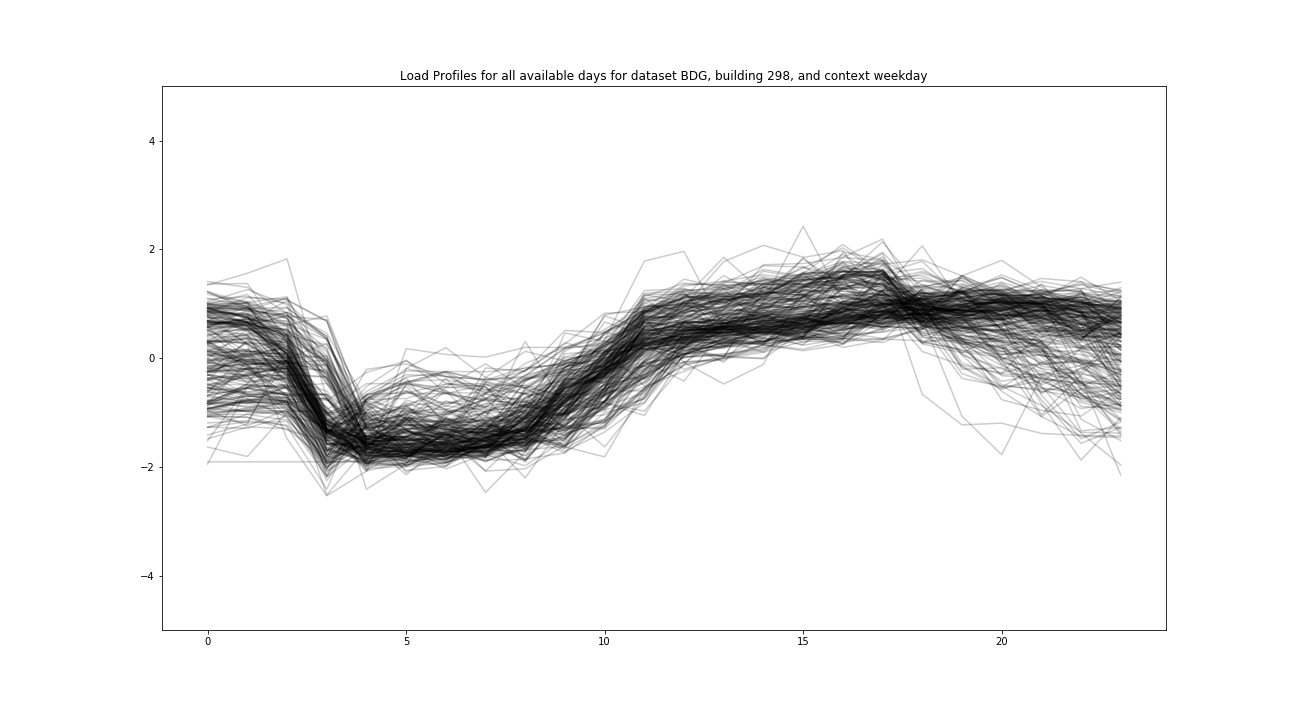 Load Profiles for all available days for dataset BDG, building 298, and context weekday
4
2
0
−2
−4
0 5 10 15 20